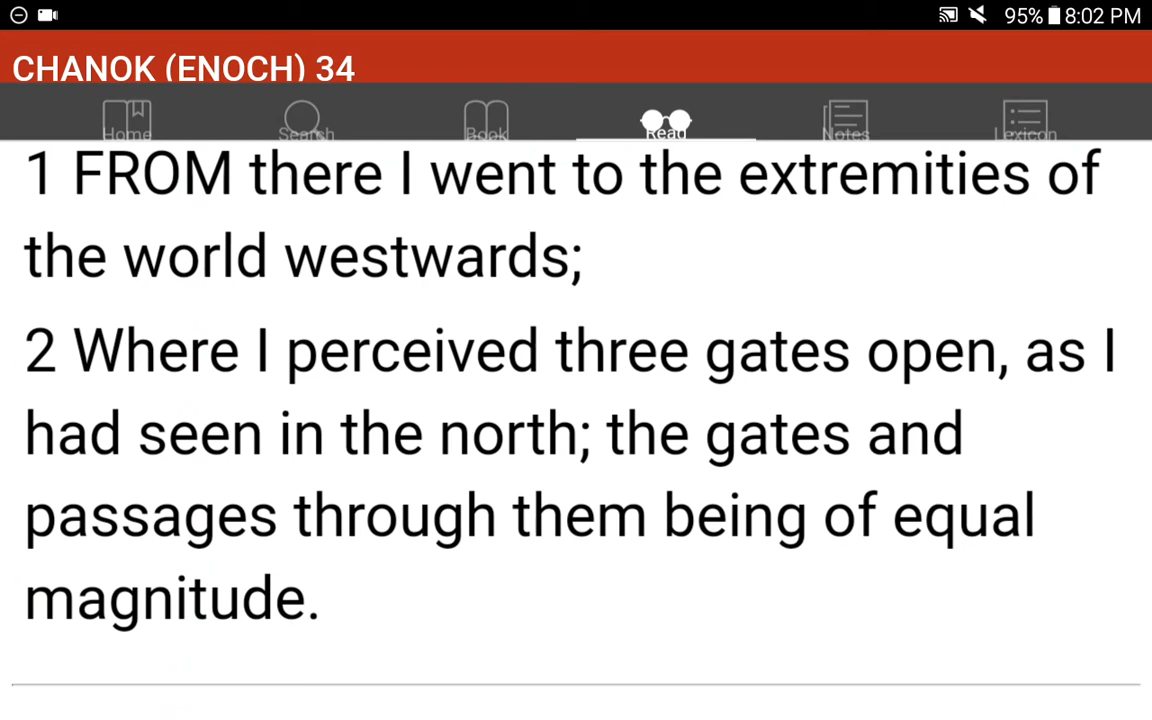 95% 8:02 PM
CHANOK (ENOCH) 34
Home Search Book Read Notes Lexicon
1 FROM there I went to the extremities of
the world westwards;
2 Where I perceived three gates open, as I
had seen in the north; the gates and
passages through them being of equal
magnitude.